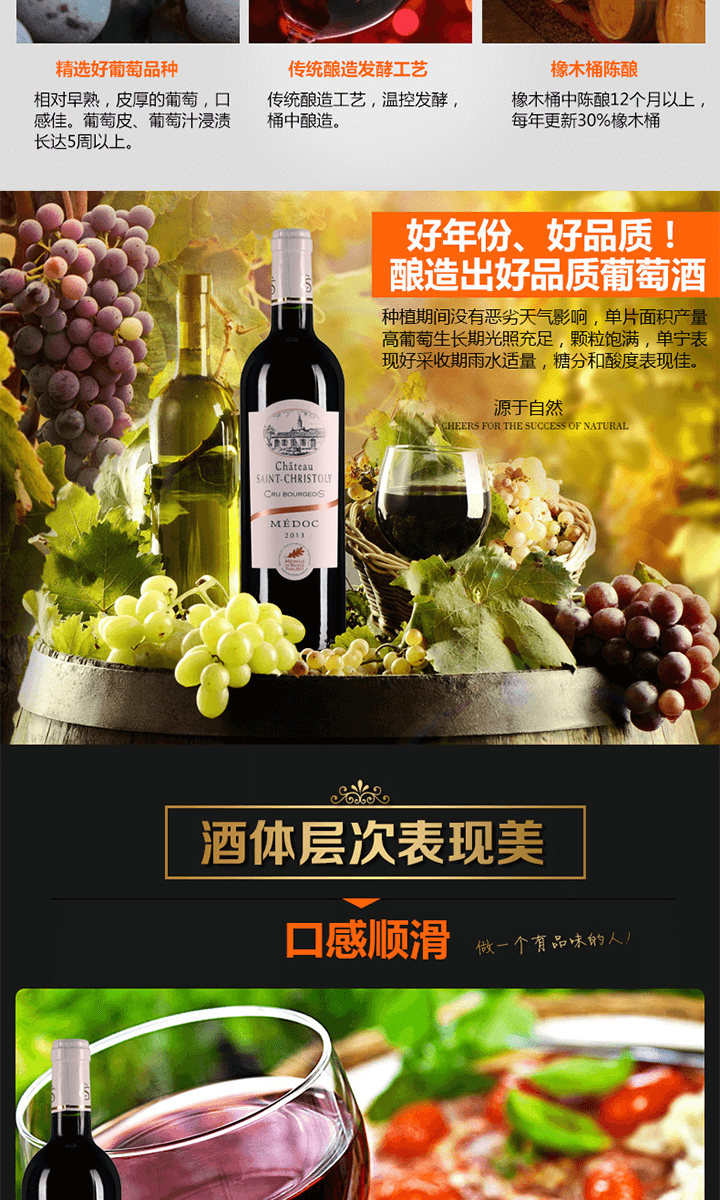 精选好葡萄品种
相对早熟，皮厚的葡萄，口
感佳。葡萄皮、葡萄汁浸渍
长达5周以上。
传统酿造发酵工艺
传统酿造工艺，温控发酵，
桶中酿造。
橡木桶陈酿
橡木桶中陈酿12个月以上，
每年更新30%橡木桶
好年份、好品质！
酿造出好品质葡萄酒
种植期间没有恶劣天气影响，单片面积产量
高葡萄生长期光照充足，颗粒饱满，单宁表
现好采收期雨水适量，糖分和酸度表现佳。
源于自然
CHEERS FOR THE SUCCESS OF NATURAL
Château
SAINT-CHRISTOLY
CRU BOURGEOIS
MÉDOC
2013
酒体层次表现美
口感顺滑
做一个有品味的人！